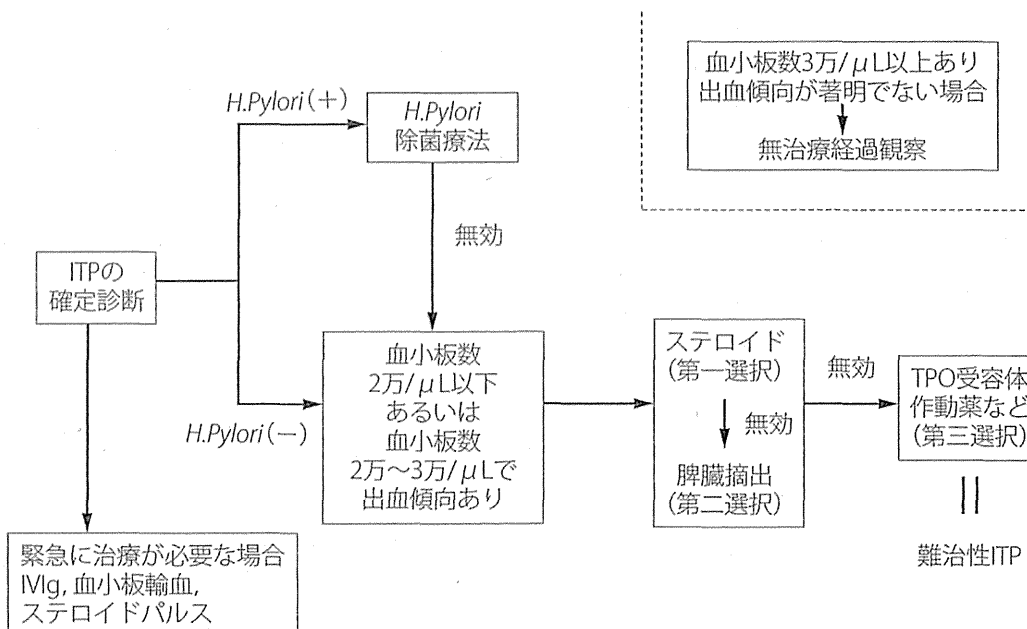 血小板数3万/μL以上あり
出血傾向が著明でない場合
無治療経過観察
H.Pylori(+)
H.Pylori
除菌療法
無効
ITPの
確定診断
H.Pylori(−)
血小板数
2万/μL以下
あるいは
血小板数
2万〜3万/μLで
出血傾向あり
ステロイド
(第一選択)
無効
脾臓摘出
(第二選択)
無効
TPO受容体
作動薬など
(第三選択)
難治性ITP
緊急に治療が必要な場合
IVIg, 血小板輸血,
ステロイドパルス